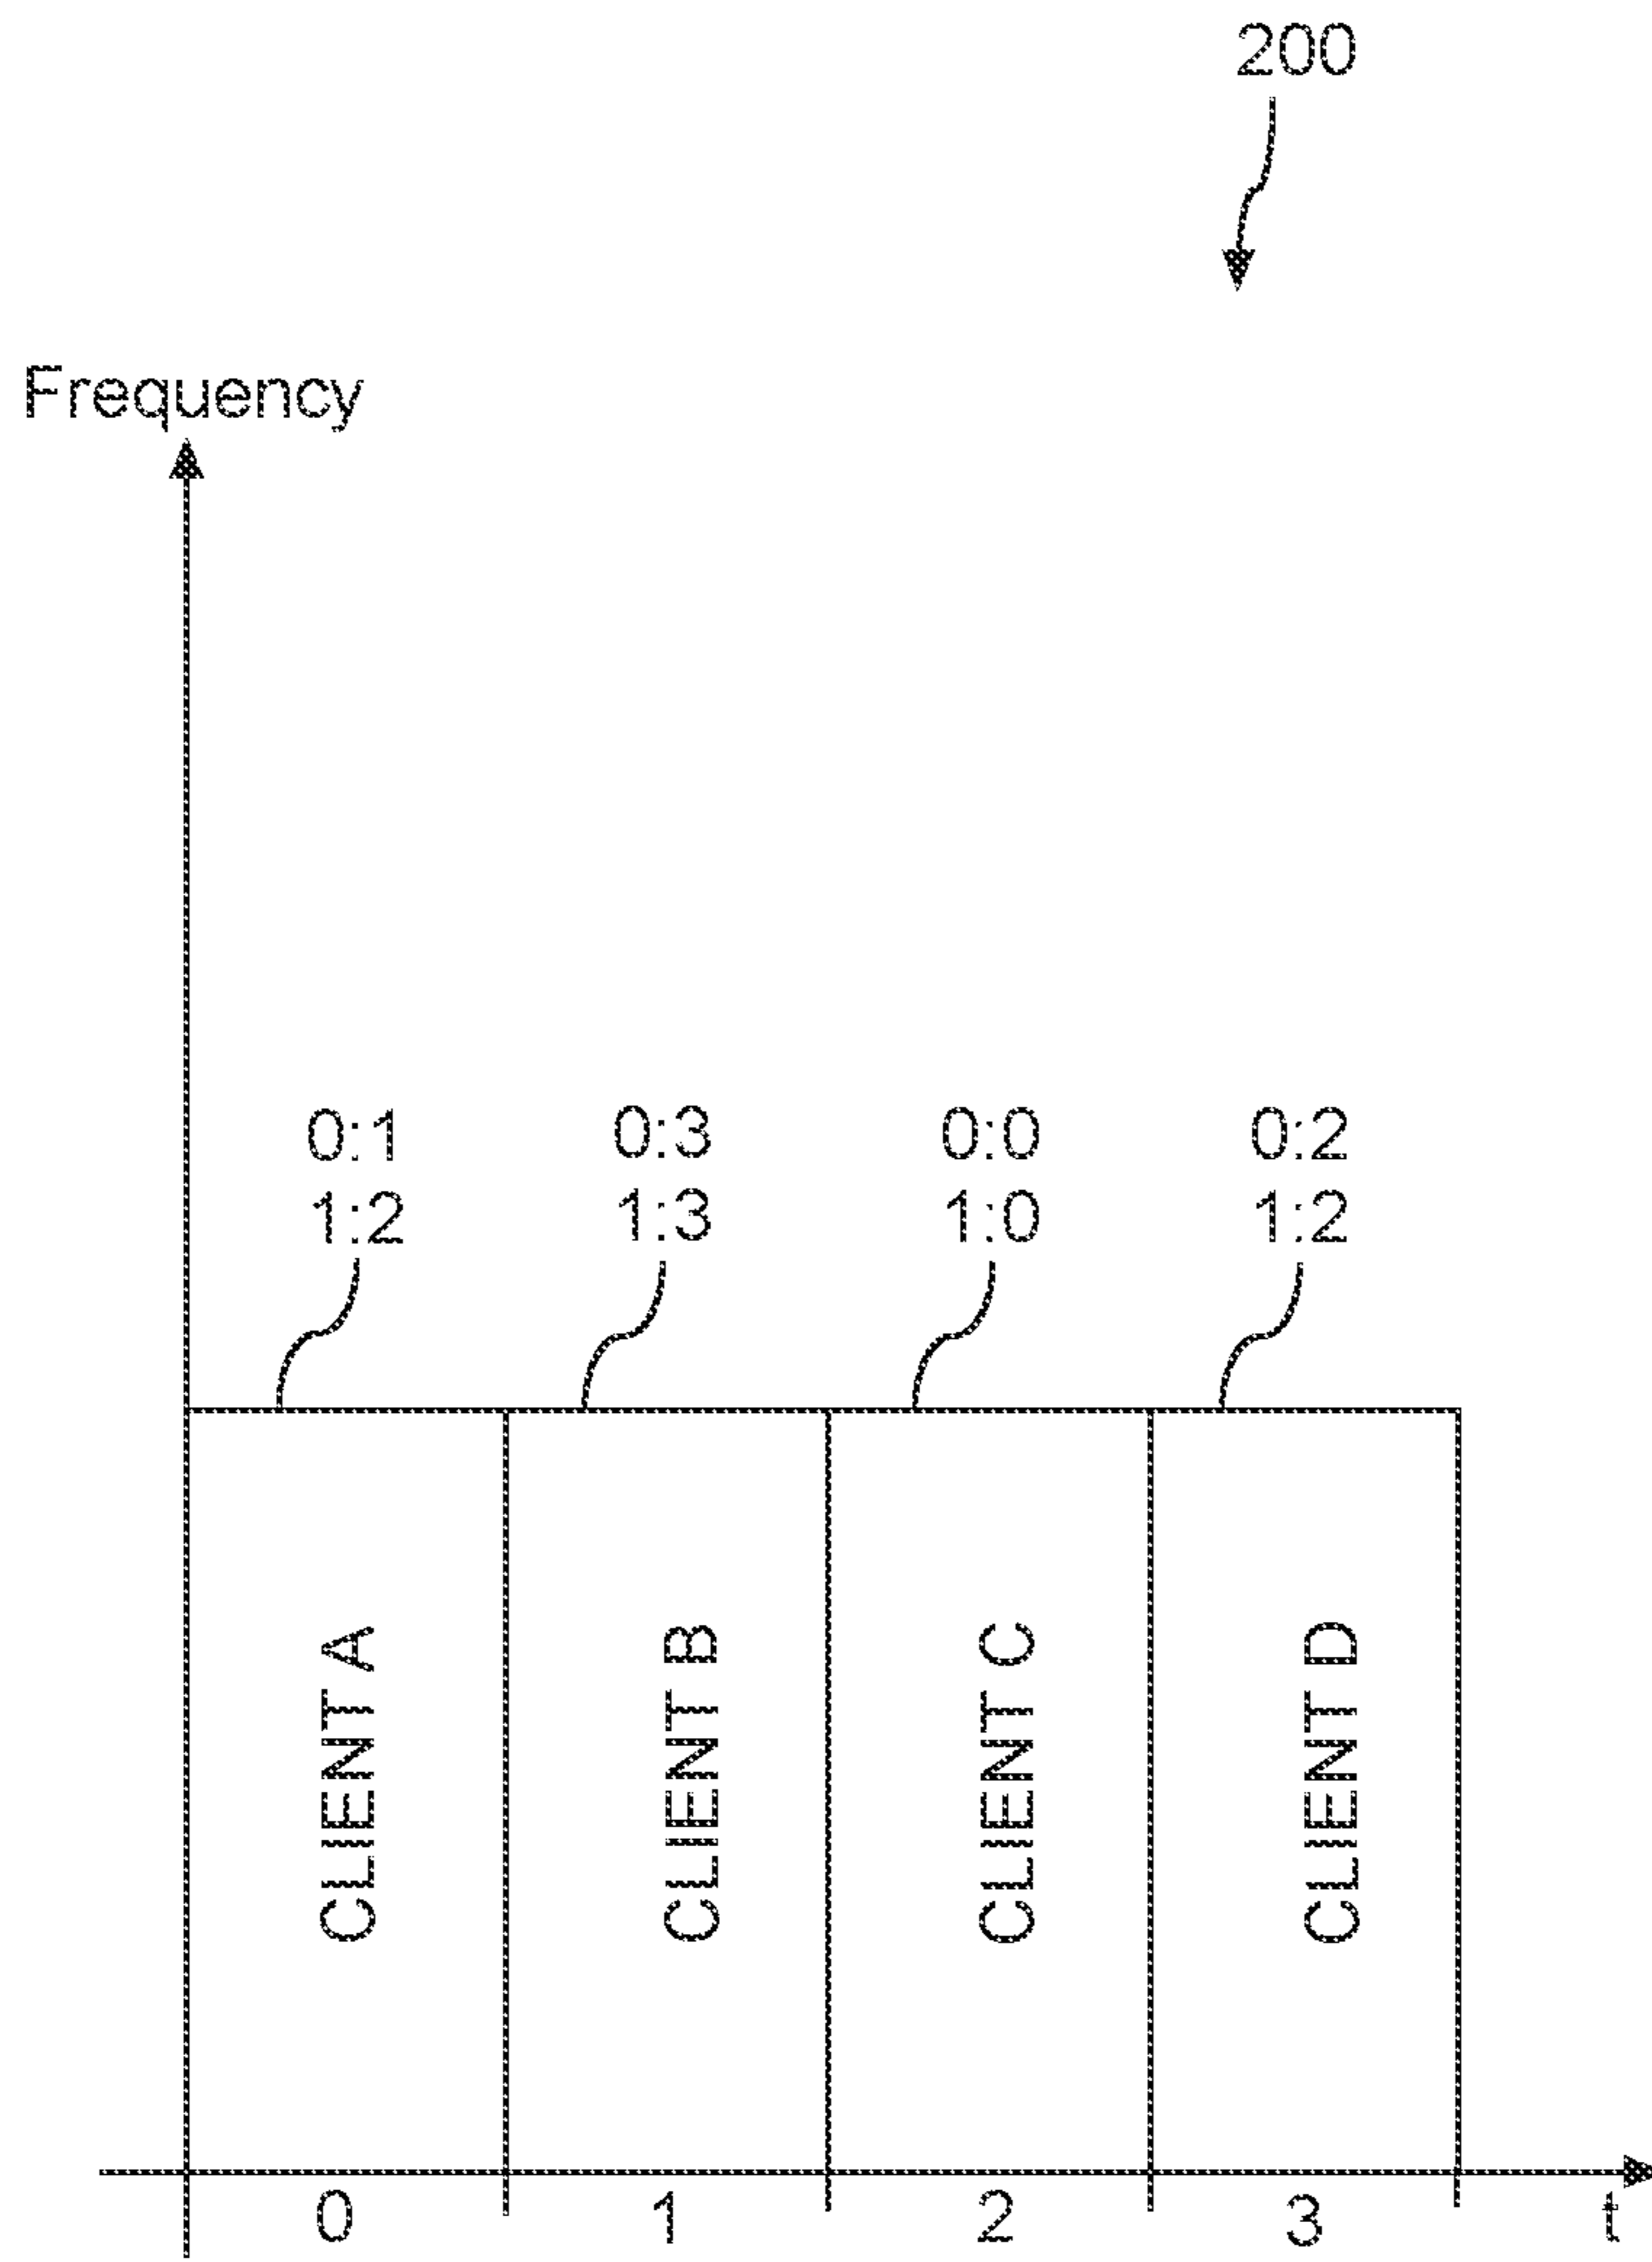 200
Frequency
0:1 0:3 0:0 0:2
1:2 1:3 1:0 1:2
CLIENT A
CLIENT B
CLIENT C
CLIENT D
0 1 2 3 t